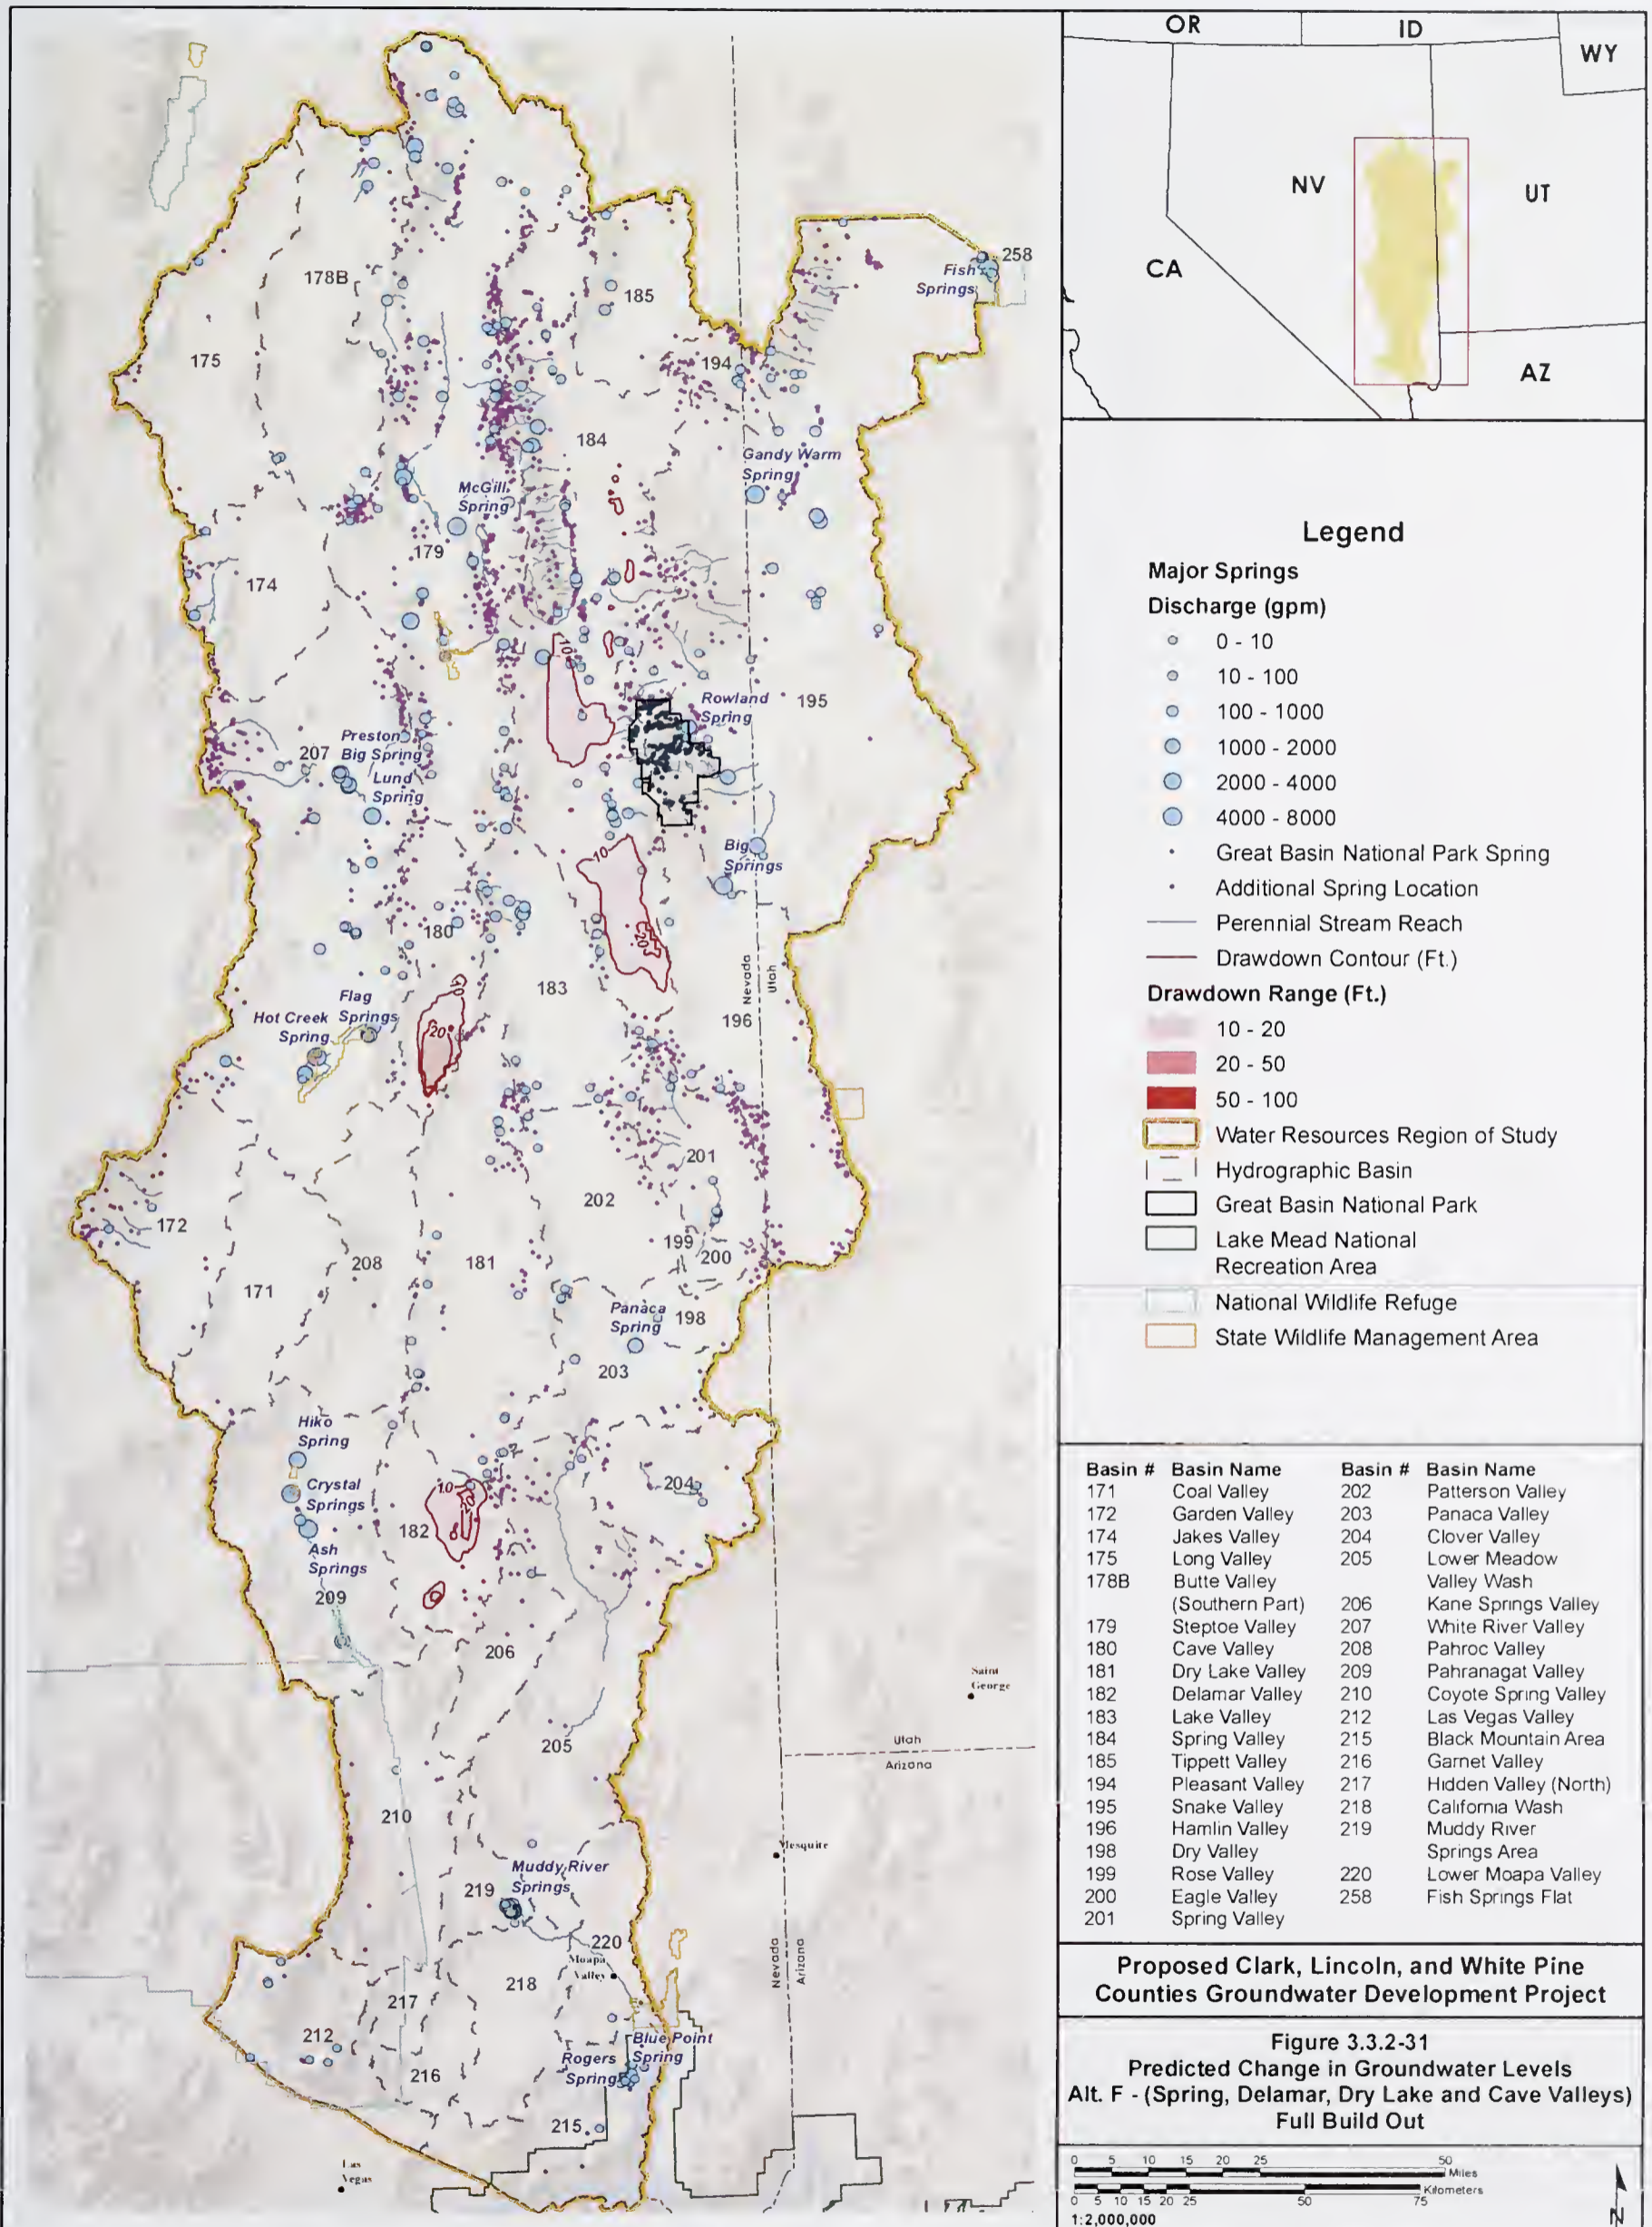 OR
ID
WY
NV
UT
CA
AZ
258
Fish
Springs
178B
185
175
194
184
Gandy Warm
Spring
McGill
Spring
179
174
10
195
Rowland
Spring
Preston
Big Spring
207
Lund
Spring
10
Big
Springs
180
20
183
Nevada
Utah
10
Flag
Springs
196
Hot Creek
Spring
20
201
202
172
199
200
208
181
171
Panaca
Spring
198
203
Hiko
Spring
Crystal
Springs
10
20
204
182
Ash
Springs
209
206
Saint
George
205
Utah
Arizona
210
Mesquite
Muddy River
Springs
219
220
Moapa
Valley
218
Nevada
Arizona
217
212
Blue Point
Spring
Rogers
Spring
216
215
Las
Vegas
Legend
Major Springs
Discharge (gpm)
0 - 10
10 - 100
100 - 1000
1000 - 2000
2000 - 4000
4000 - 8000
Great Basin National Park Spring
Additional Spring Location
Perennial Stream Reach
Drawdown Contour (Ft.)
Drawdown Range (Ft.)
10 - 20
20 - 50
50 - 100
Water Resources Region of Study
Hydrographic Basin
Great Basin National Park
Lake Mead National
Recreation Area
National Wildlife Refuge
State Wildlife Management Area
Basin # Basin Name Basin # Basin Name
171 Coal Valley 202 Patterson Valley
172 Garden Valley 203 Panaca Valley
174 Jakes Valley 204 Clover Valley
175 Long Valley 205 Lower Meadow
178B Butte Valley Valley Wash
(Southern Part) 206 Kane Springs Valley
179 Steptoe Valley 207 White River Valley
180 Cave Valley 208 Pahroc Valley
181 Dry Lake Valley 209 Pahranagat Valley
182 Delamar Valley 210 Coyote Spring Valley
183 Lake Valley 212 Las Vegas Valley
184 Spring Valley 215 Black Mountain Area
185 Tippett Valley 216 Garnet Valley
194 Pleasant Valley 217 Hidden Valley (North)
195 Snake Valley 218 California Wash
196 Hamlin Valley 219 Muddy River
198 Dry Valley Springs Area
199 Rose Valley 220 Lower Moapa Valley
200 Eagle Valley 258 Fish Springs Flat
201 Spring Valley
Proposed Clark, Lincoln, and White Pine
Counties Groundwater Development Project
Figure 3.3.2-31
Predicted Change in Groundwater Levels
Alt. F - (Spring, Delamar, Dry Lake and Cave Valleys)
Full Build Out
0 5 10 15 20 25 50
Miles
Kilometers
0 5 10 15 20 25 50 75
1:2,000,000
N